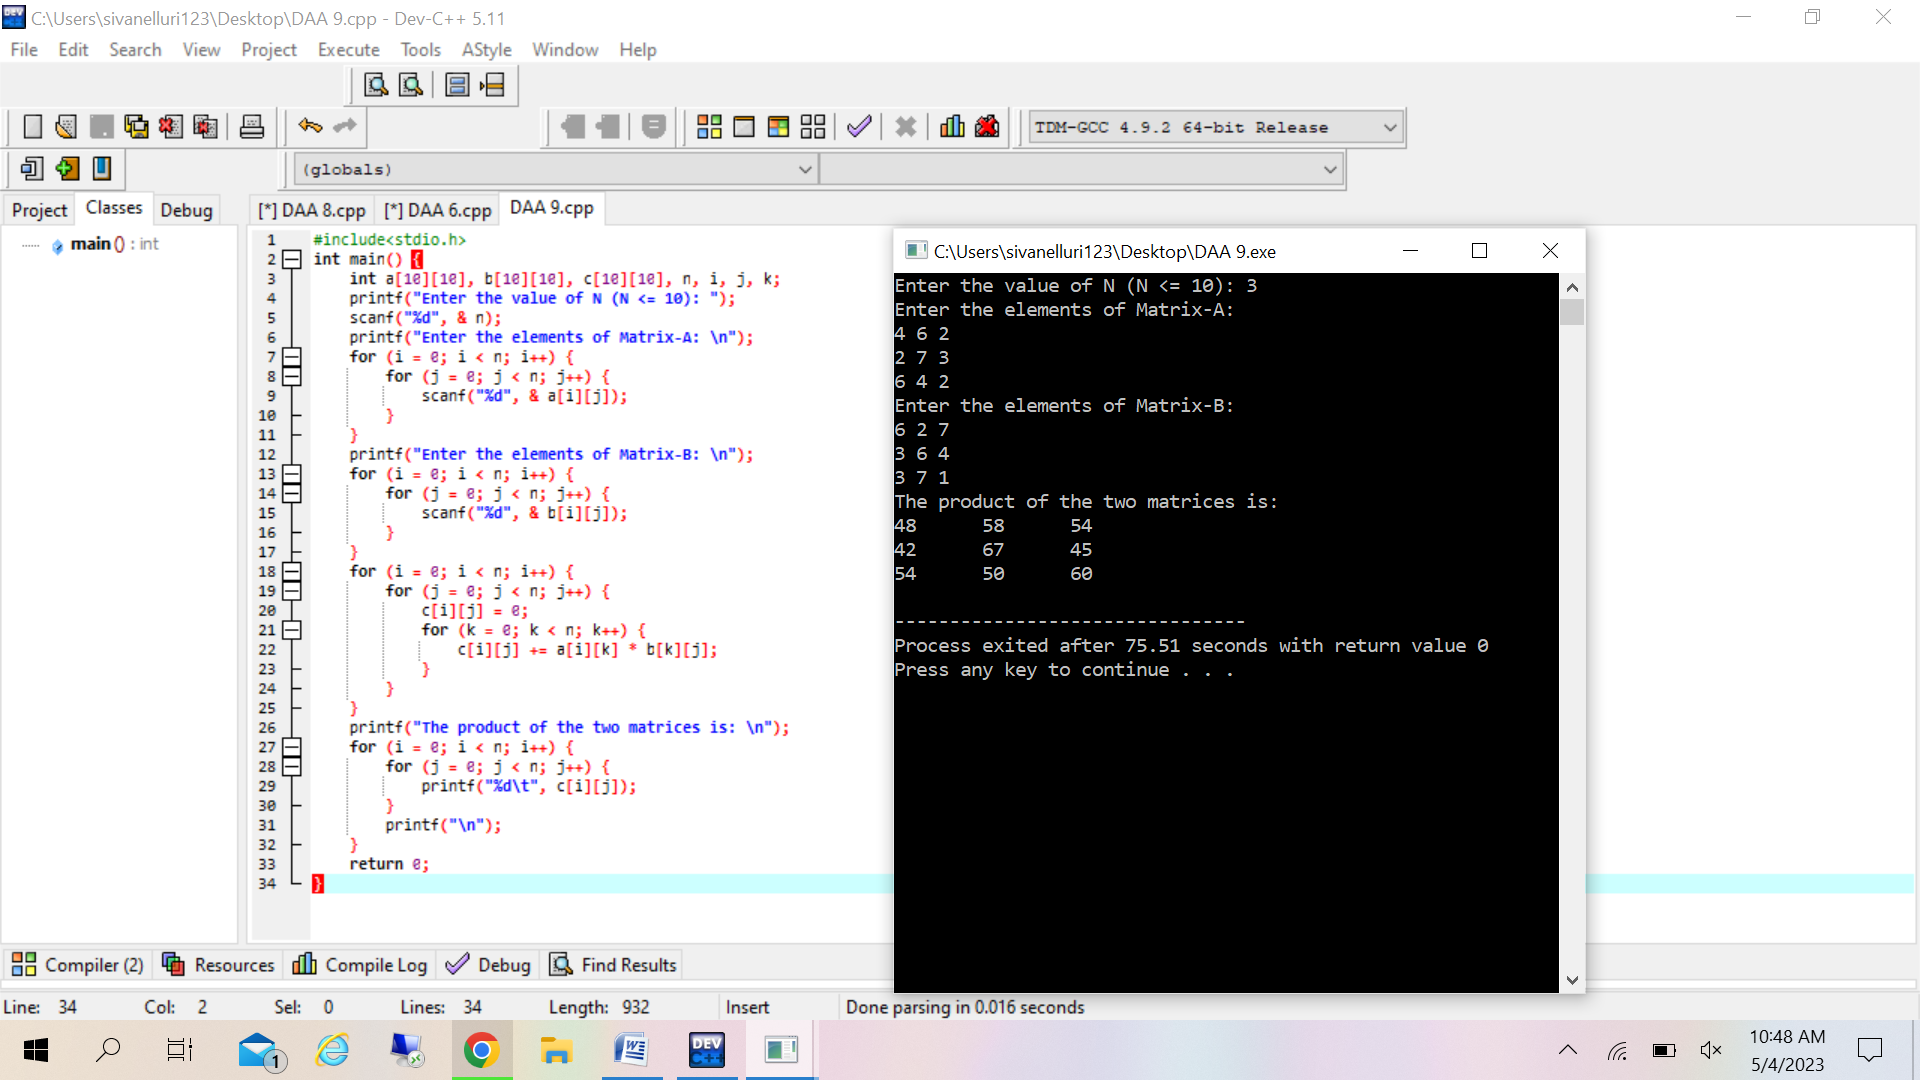 C:\Users\sivanelluri123\Desktop\DAA 9.cpp - Dev-C++ 5.11
File Edit Search View Project Execute Tools AStyle Window Help
TDM-GCC 4.9.2 64-bit Release
(globals)
Project Classes Debug
[*] DAA 8.cpp [*] DAA 6.cpp DAA 9.cpp
main () : int
1 #include<stdio.h>
2 int main() {
3 int a[10][10], b[10][10], c[10][10], n, i, j, k;
4 printf("Enter the value of N (N <= 10): ");
5 scanf("%d", & n);
6 printf("Enter the elements of Matrix-A: \n");
7 for (i = 0; i < n; i++) {
8 for (j = 0; j < n; j++) {
9 scanf("%d", & a[i][j]);
10 }
11 }
12 printf("Enter the elements of Matrix-B: \n");
13 for (i = 0; i < n; i++) {
14 for (j = 0; j < n; j++) {
15 scanf("%d", & b[i][j]);
16 }
17 }
18 for (i = 0; i < n; i++) {
19 for (j = 0; j < n; j++) {
20 c[i][j] = 0;
21 for (k = 0; k < n; k++) {
22 c[i][j] += a[i][k] * b[k][j];
23 }
24 }
25 }
26 printf("The product of the two matrices is: \n");
27 for (i = 0; i < n; i++) {
28 for (j = 0; j < n; j++) {
29 printf("%d\t", c[i][j]);
30 }
31 printf("\n");
32 }
33 return 0;
34 }
C:\Users\sivanelluri123\Desktop\DAA 9.exe
Enter the value of N (N <= 10): 3
Enter the elements of Matrix-A:
4 6 2
2 7 3
6 4 2
Enter the elements of Matrix-B:
6 2 7
3 6 4
3 7 1
The product of the two matrices is:
48 58 54
42 67 45
54 50 60
--------------------------------
Process exited after 75.51 seconds with return value 0
Press any key to continue . . .
Compiler (2) Resources Compile Log Debug Find Results
Line: 34 Col: 2 Sel: 0 Lines: 34 Length: 932 Insert Done parsing in 0.016 seconds
1
DEV C++
10:48 AM
5/4/2023